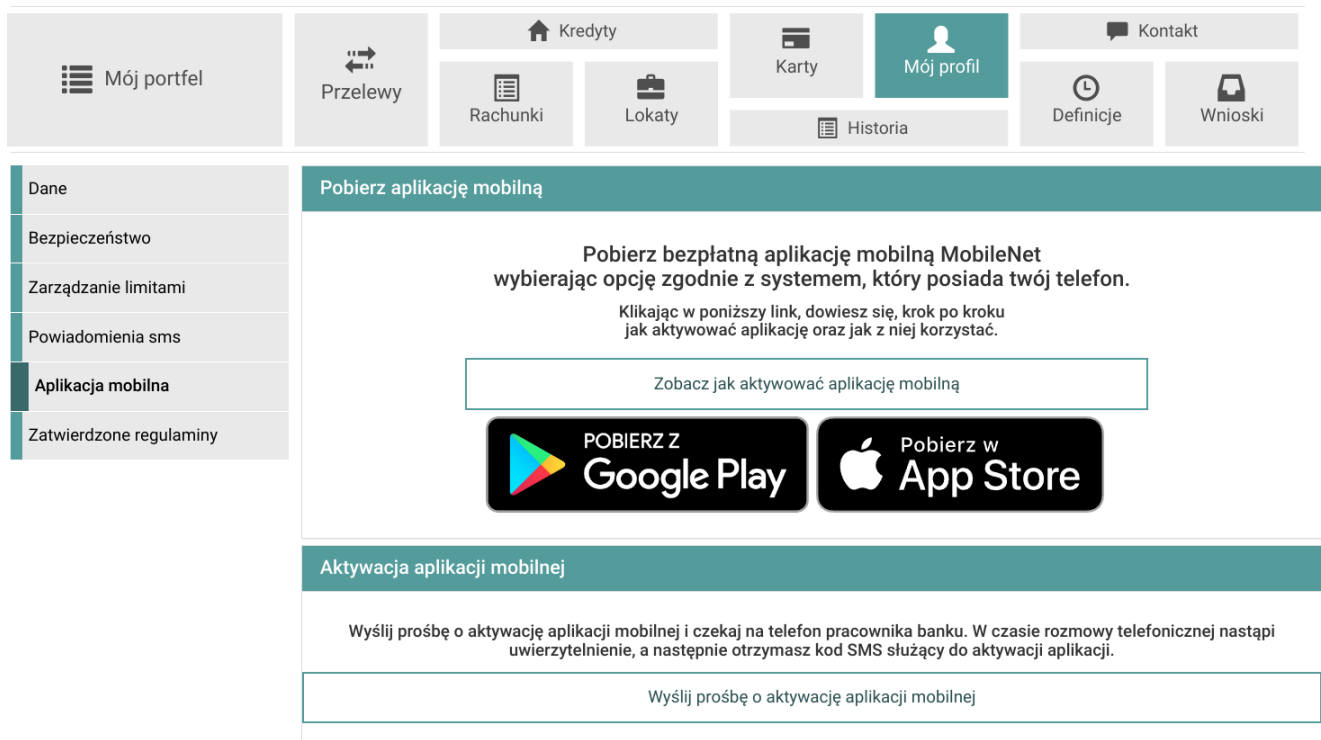 Mój portfel
Przelewy
Kredyty
Rachunki
Lokaty
Karty
Mój profil
Historia
Kontakt
Definicje
Wnioski
Dane
Bezpieczeństwo
Zarządzanie limitami
Powiadomienia sms
Aplikacja mobilna
Zatwierdzone regulaminy
Pobierz aplikację mobilną
Pobierz bezpłatną aplikację mobilną MobileNet
wybierając opcję zgodnie z systemem, który posiada twój telefon.
Klikając w poniższy link, dowiesz się, krok po kroku
jak aktywować aplikację oraz jak z niej korzystać.
Zobacz jak aktywować aplikację mobilną
POBIERZ Z
Google Play
Pobierz w
App Store
Aktywacja aplikacji mobilnej
Wyślij prośbę o aktywację aplikacji mobilnej i czekaj na telefon pracownika banku. W czasie rozmowy telefonicznej nastąpi
uwierzytelnienie, a następnie otrzymasz kod SMS służący do aktywacji aplikacji.
Wyślij prośbę o aktywację aplikacji mobilnej